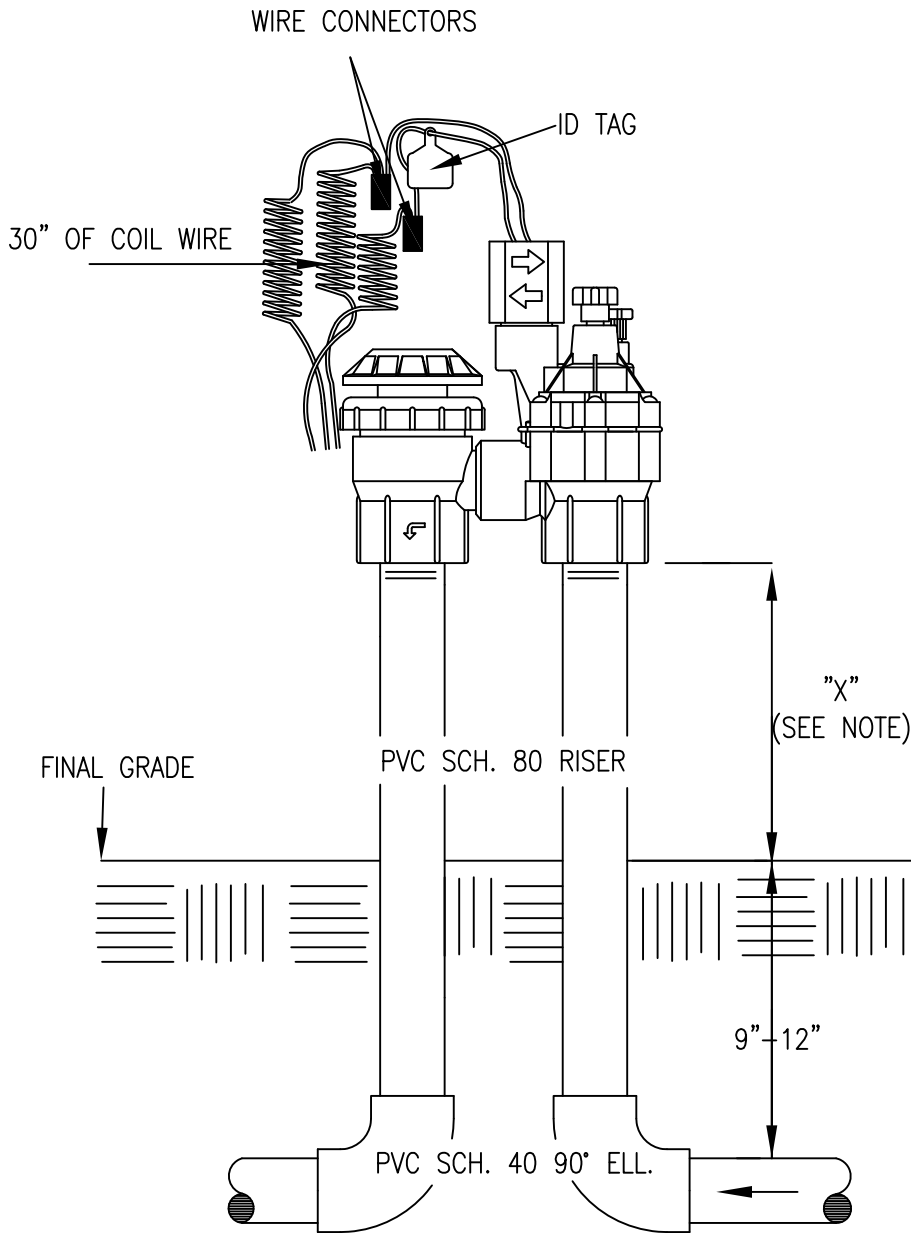 WIRE CONNECTORS
ID TAG
30" OF COIL WIRE
"X"
(SEE NOTE)
PVC SCH. 80 RISER
FINAL GRADE
9"-12"
PVC SCH. 40 90° ELL.